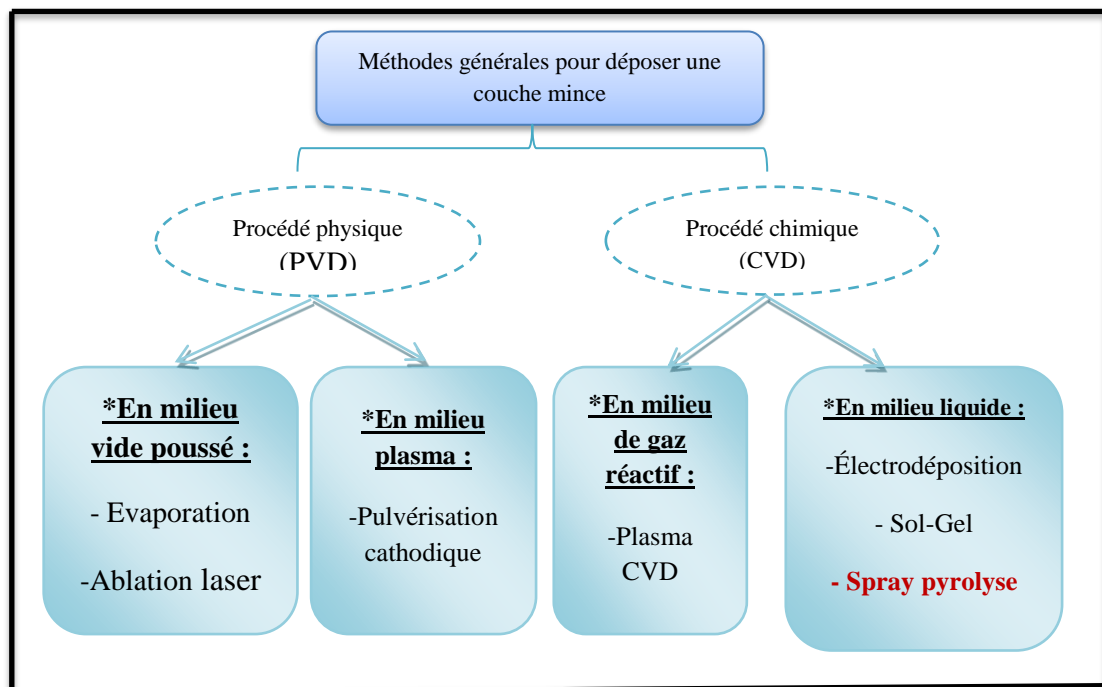 Méthodes générales pour déposer une
couche mince
Procédé physique
(PVD)
Procédé chimique
(CVD)
*En milieu
vide poussé :
- Evaporation
-Ablation laser
*En milieu
plasma :
-Pulvérisation
cathodique
*En milieu
de gaz
réactif :
-Plasma
CVD
*En milieu liquide :
-Électrodéposition
- Sol-Gel
- Spray pyrolyse